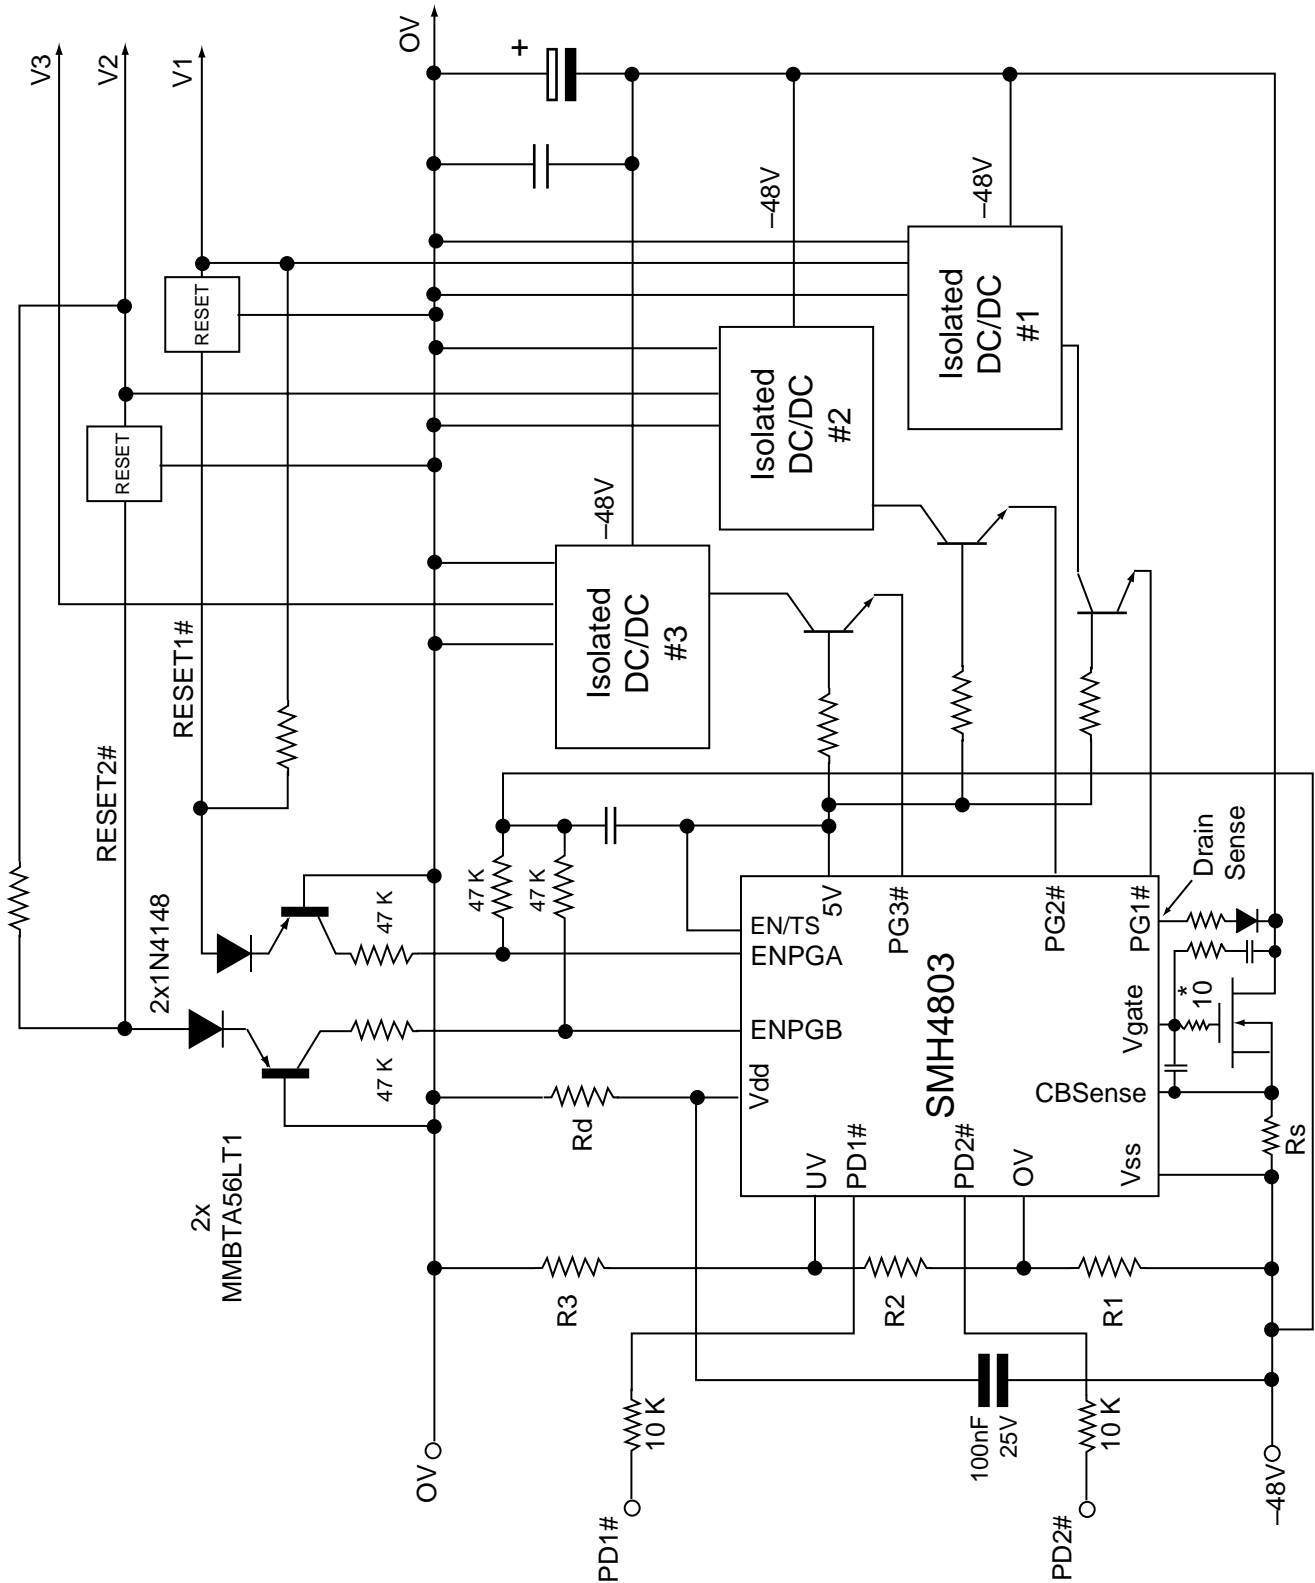 V3
V2
V1
OV
+
RESET
RESET
–48V
–48V
–48V
Isolated
DC/DC
#1
Isolated
DC/DC
#2
Isolated
DC/DC
#3
RESET1#
RESET2#
2x1N4148
2x
MMBTA56LT1
47 K
47 K
47 K
47 K
EN/TS
ENPGA
ENPGB
Vdd
5V
PG3#
PG2#
PG1#
Drain
Sense
SMH4803
Vgate
*
10
CBSense
Vss
Rs
UV
PD1#
PD2#
OV
Rd
R3
R2
R1
OV
PD1#
10 K
100nF
25V
PD2#
10 K
–48V